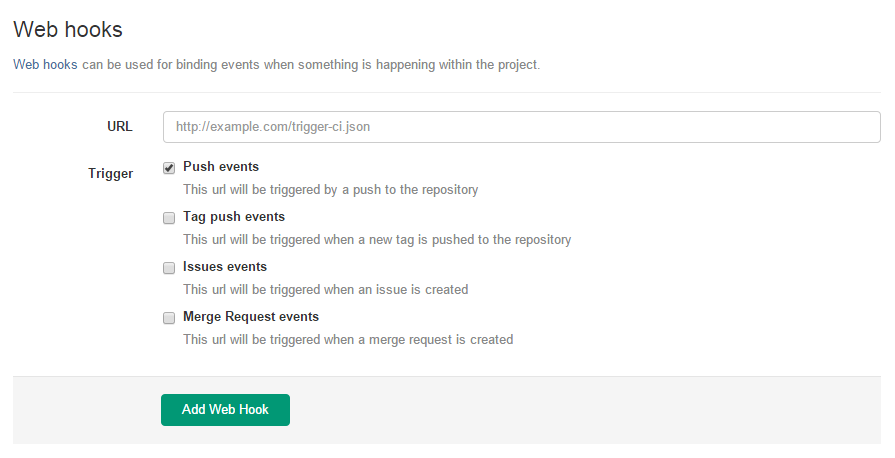 Web hooks
Web hooks can be used for binding events when something is happening within the project.
URL
http://example.com/trigger-ci.json
Trigger
Push events
This url will be triggered by a push to the repository
Tag push events
This url will be triggered when a new tag is pushed to the repository
Issues events
This url will be triggered when an issue is created
Merge Request events
This url will be triggered when a merge request is created
Add Web Hook